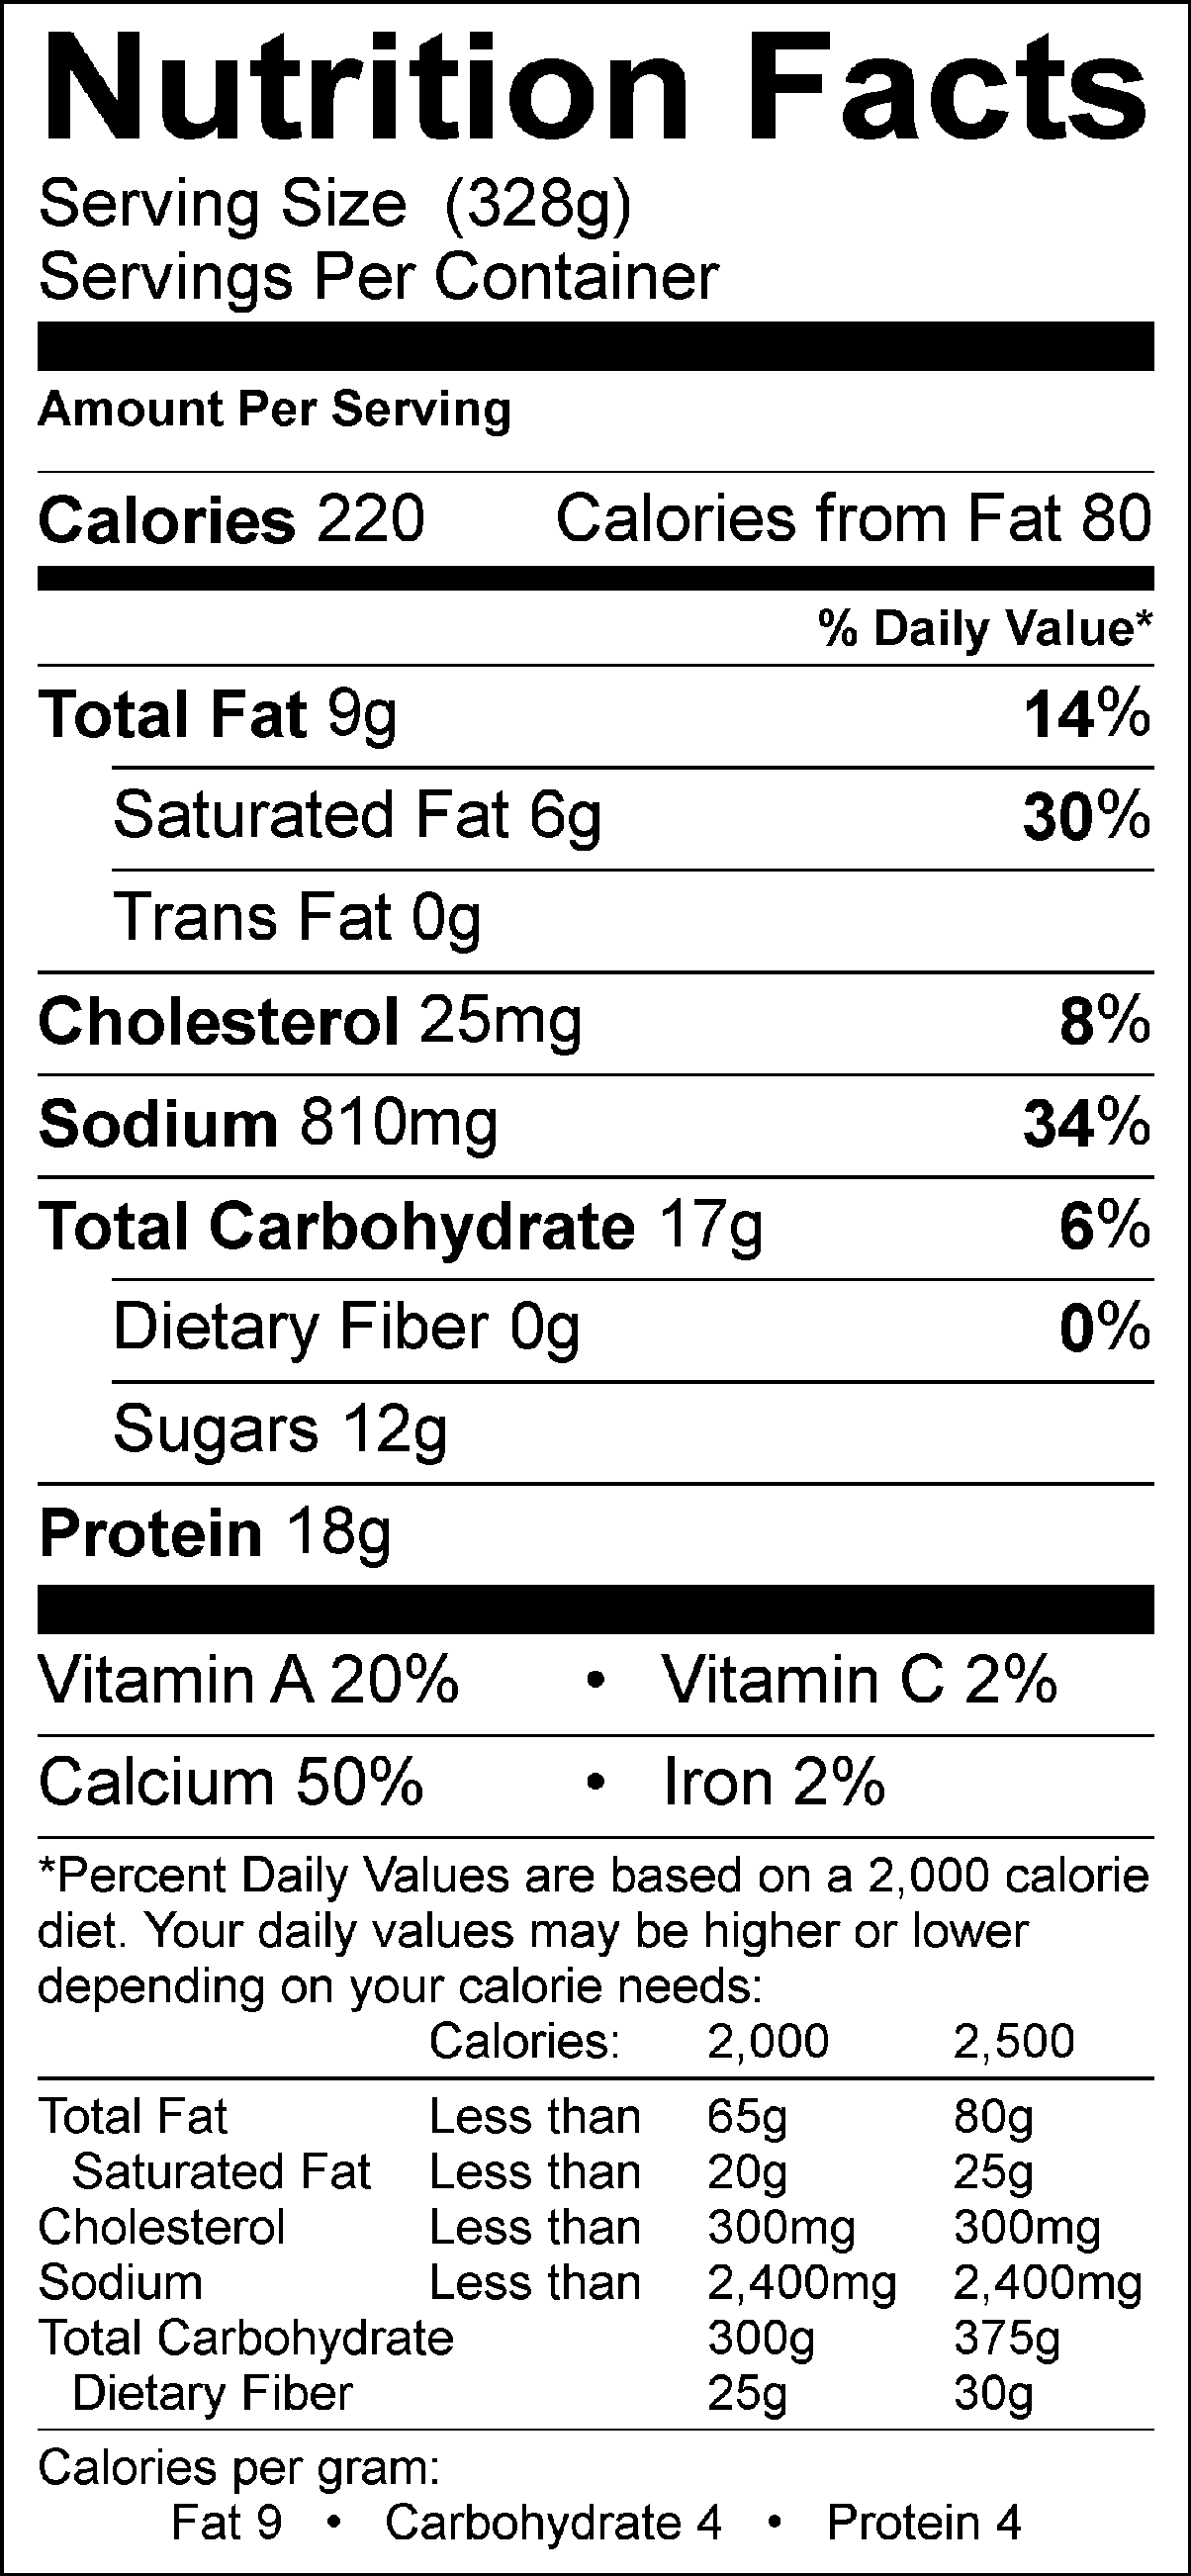 Nutrition Facts
Serving Size (328g)
Servings Per Container
Amount Per Serving
Calories 220 Calories from Fat 80
% Daily Value*
Total Fat 9g 14%
Saturated Fat 6g 30%
Trans Fat 0g
Cholesterol 25mg 8%
Sodium 810mg 34%
Total Carbohydrate 17g 6%
Dietary Fiber 0g 0%
Sugars 12g
Protein 18g
Vitamin A 20% • Vitamin C 2%
Calcium 50% • Iron 2%
*Percent Daily Values are based on a 2,000 calorie
diet. Your daily values may be higher or lower
depending on your calorie needs:
Calories: 2,000 2,500
Total Fat Less than 65g 80g
Saturated Fat Less than 20g 25g
Cholesterol Less than 300mg 300mg
Sodium Less than 2,400mg 2,400mg
Total Carbohydrate 300g 375g
Dietary Fiber 25g 30g
Calories per gram:
Fat 9 • Carbohydrate 4 • Protein 4